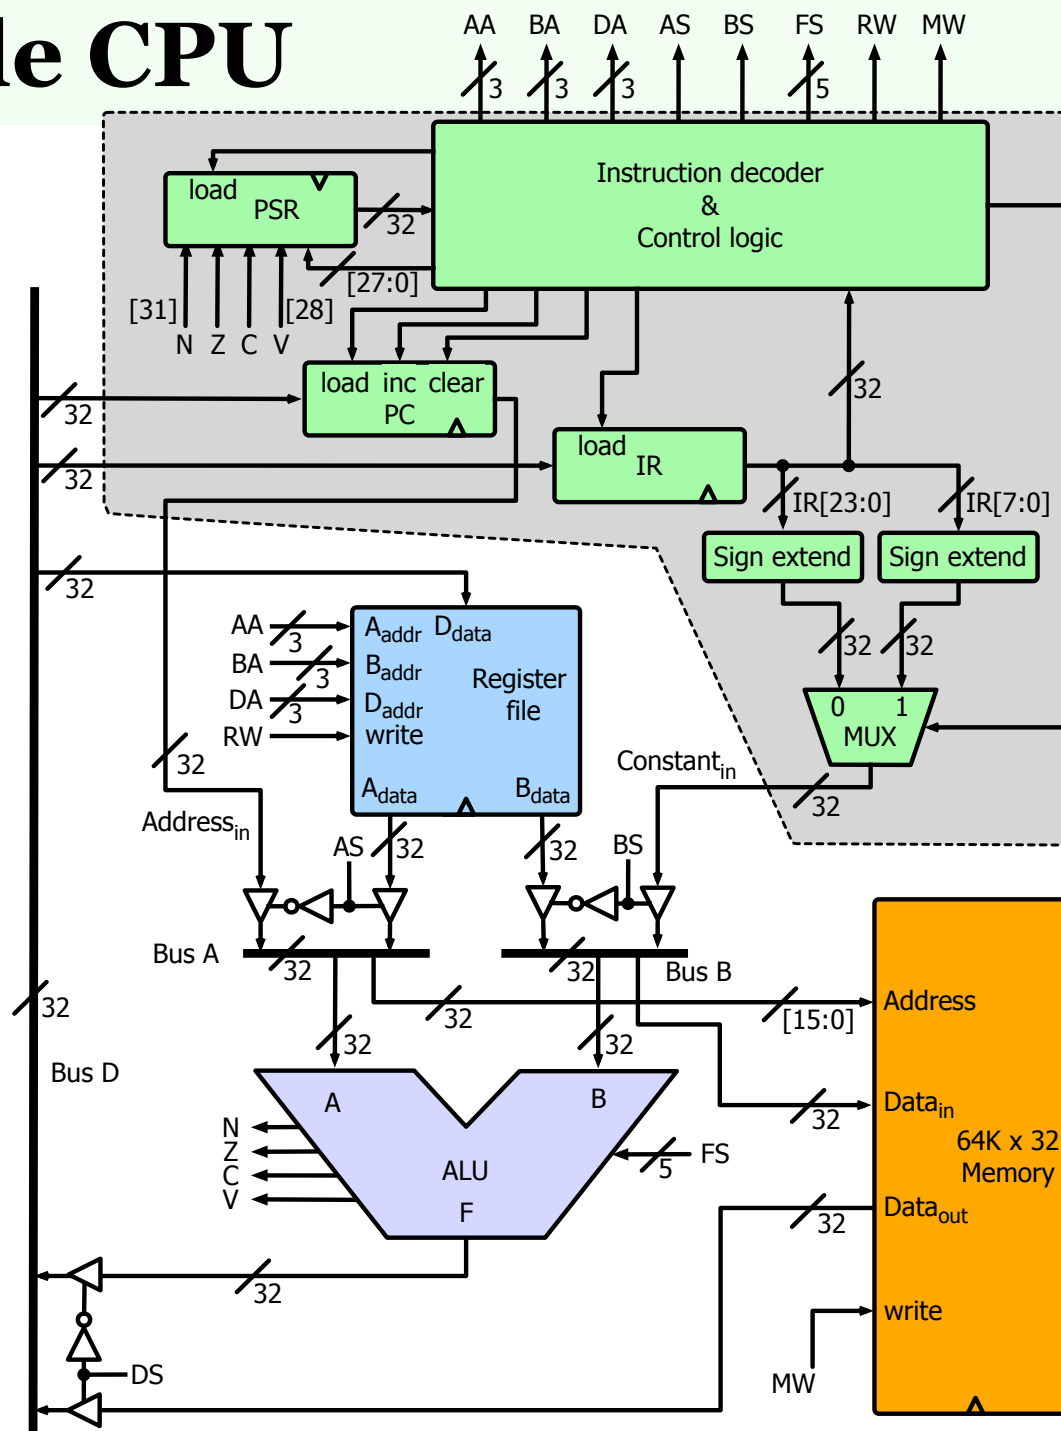 le CPU
AA BA DA AS BS FS RW MW
3 3 3 5
Instruction decoder
&
Control logic
load
PSR
32
[27:0]
[31] [28]
N Z C V
load inc clear
PC
32
32
load
IR
32
IR[23:0] IR[7:0]
Sign extend Sign extend
32 32
0 1
MUX
Constantin
32
32
AA 3 Aaddr Ddata
BA 3 Baddr
DA 3 Daddr
RW write
Register
file
Adata Bdata
32
Addressin
AS 32
32 BS
Bus A 32
32 Bus B
32
32 [15:0] Address
32 32
Bus D
A B
N
Z
C
V
ALU
F
5 FS
32 Datain
64K x 32
Memory
32 Dataout
32
write
DS
MW